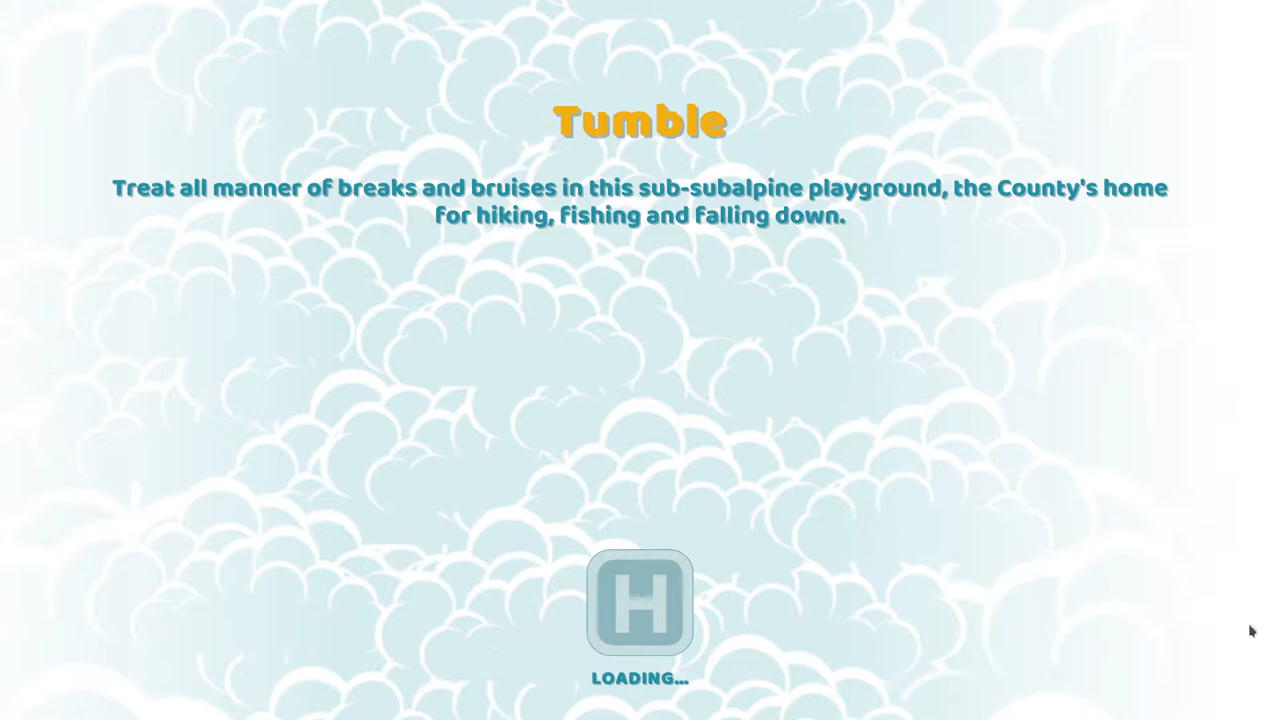 Tumble
Treat all manner of breaks and bruises in this sub-subalpine playground, the County's home
for hiking, fishing and falling down.
H
LOADING...